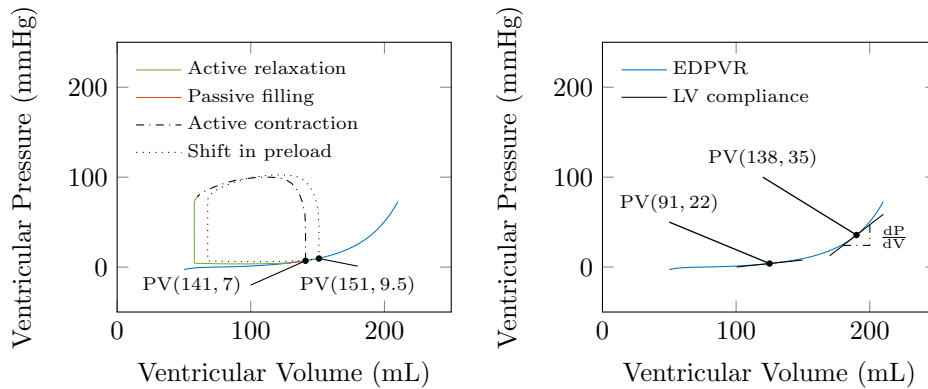 Ventricular Pressure (mmHg)
200
100
0
Active relaxation
Passive filling
Active contraction
Shift in preload
PV(141, 7)
PV(151, 9.5)
0
100
200
Ventricular Volume (mL)
Ventricular Pressure (mmHg)
200
100
0
EDPVR
LV compliance
PV(138, 35)
PV(91, 22)
dP
dV
0
100
200
Ventricular Volume (mL)